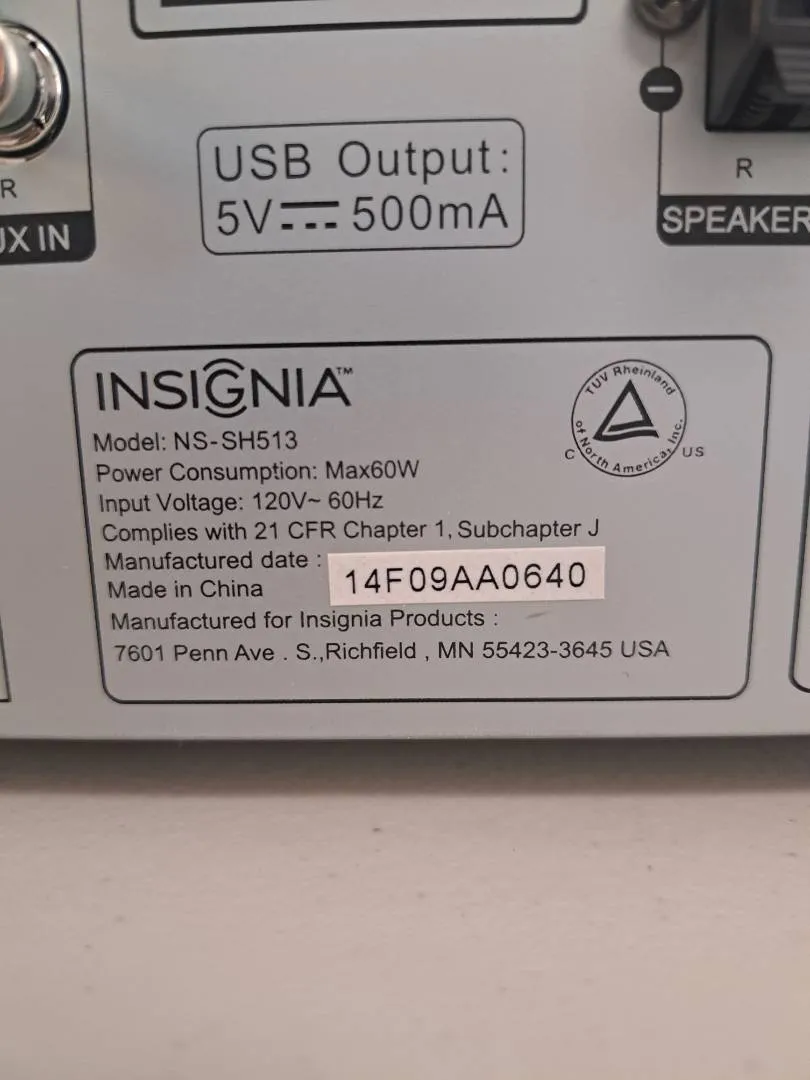 R
UX IN
USB Output:
5V 500mA
R
SPEAKER
INSIGNIA™
Model: NS-SH513
Power Consumption: Max60W
Input Voltage: 120V~ 60Hz
Complies with 21 CFR Chapter 1, Subchapter J
Manufactured date :
14F09AA0640
Made in China
Manufactured for Insignia Products :
7601 Penn Ave . S.,Richfield , MN 55423-3645 USA
TUV Rheinland
of North America, Inc.
C US